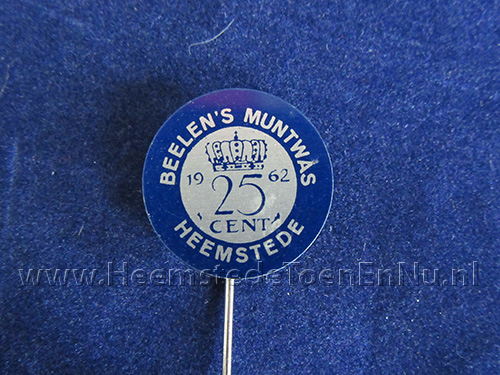 BEELEN'S MUNTWAS
19 62
25
CENT
HEEMSTEDE
www.HeemstedeToenEnNu.nl